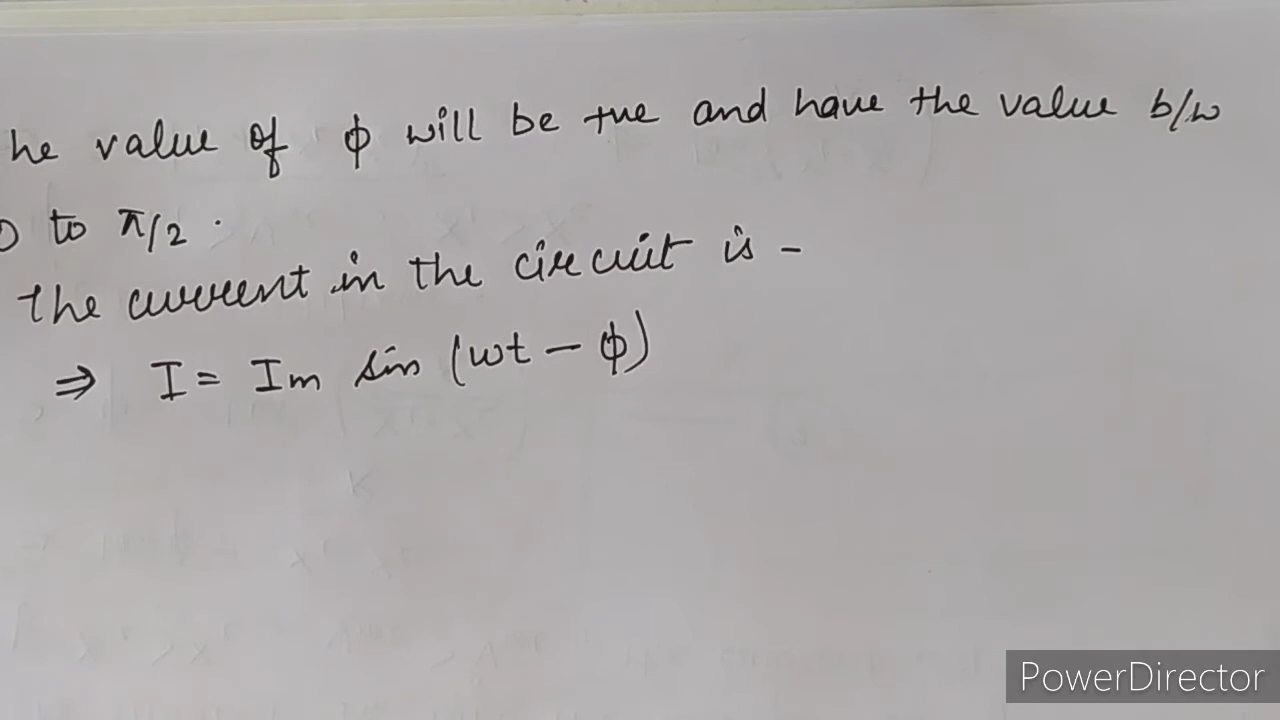 he value of ϕ will be +ve and have the value b/w
0 to π/2 .
the current in the circuit is –
⇒ I = Im sin (ωt – ϕ)
PowerDirector